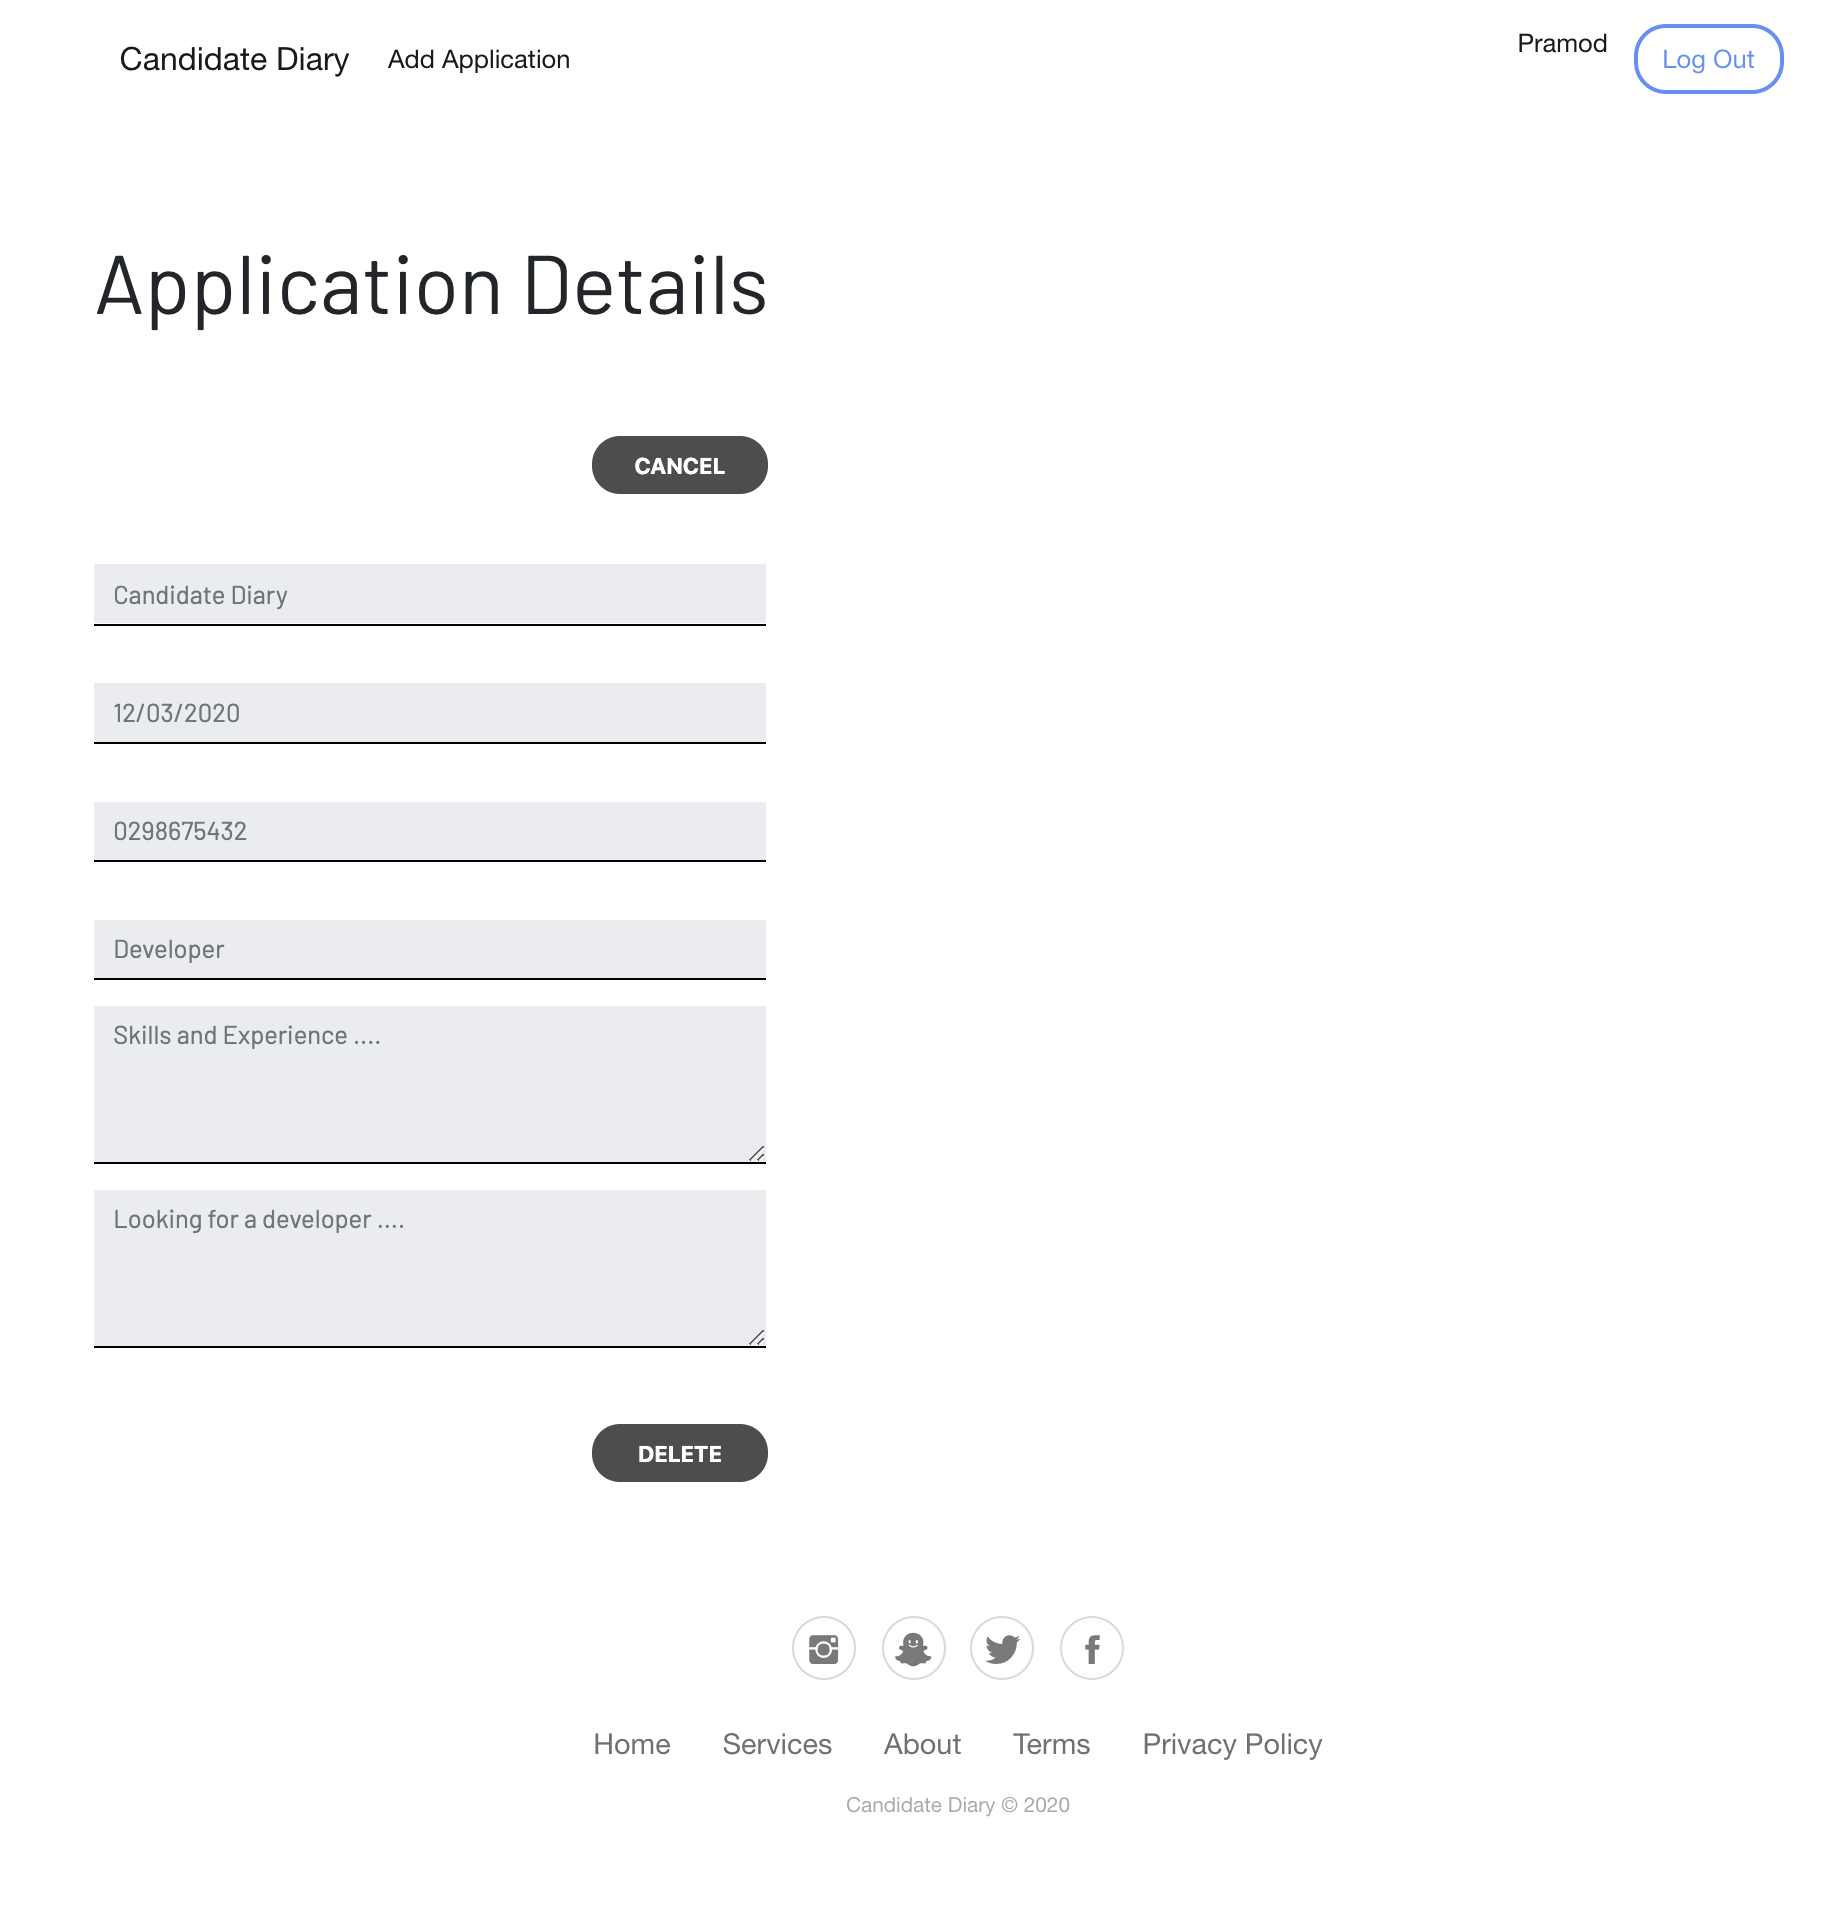 Candidate Diary Add Application Pramod Log Out
Application Details
CANCEL
Candidate Diary
12/03/2020
0298675432
Developer
Skills and Experience ....
Looking for a developer ....
DELETE
Home Services About Terms Privacy Policy
Candidate Diary © 2020